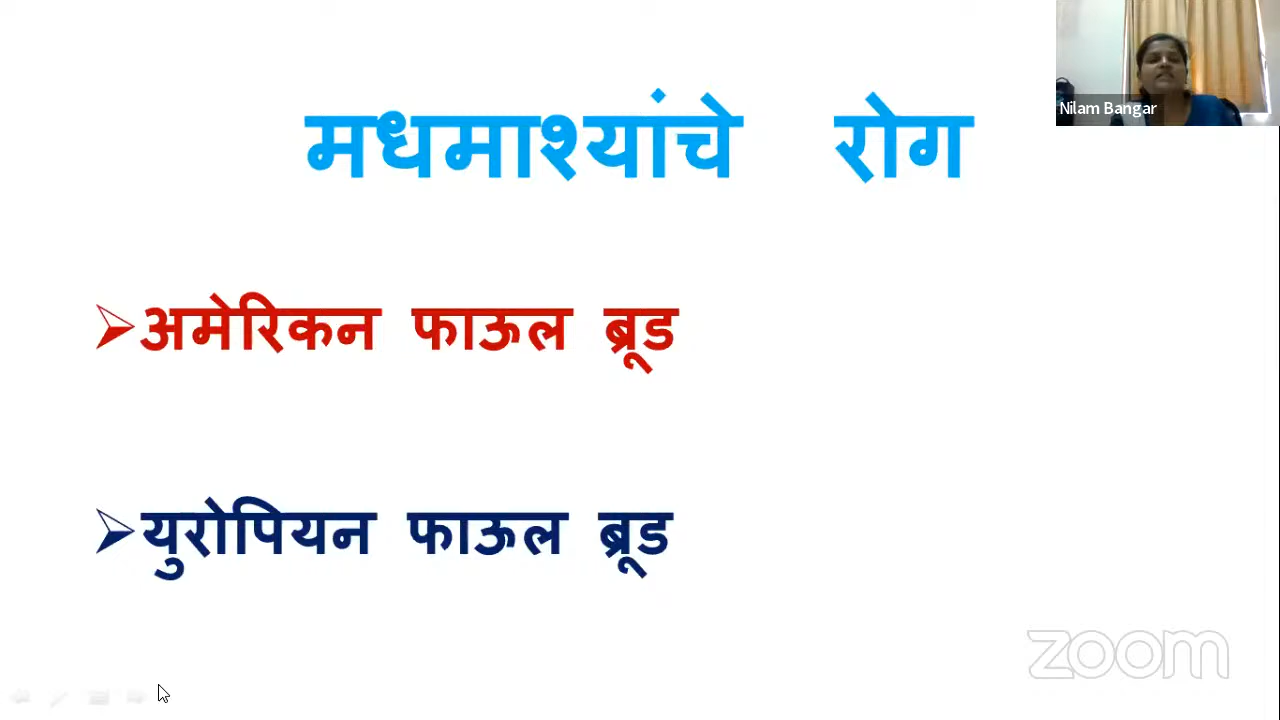 मधमाश्यांचे रोग
Nilam Bangar
➢अमेरिकन फाऊल ब्रूड
➢युरोपियन फाऊल ब्रूड
zoom